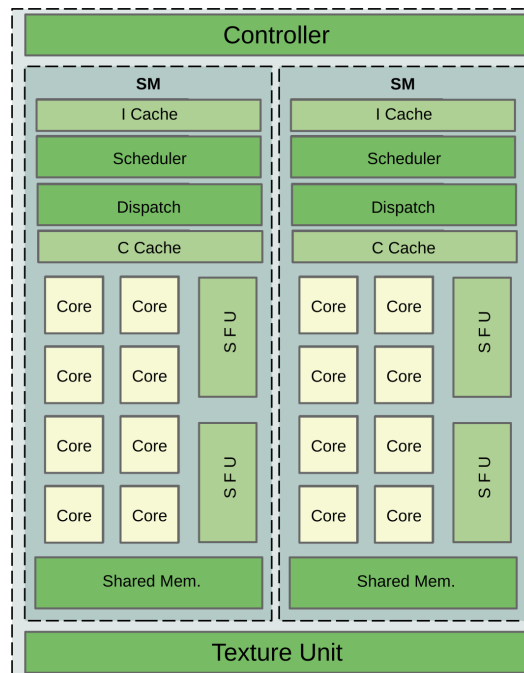 Controller
SM
I Cache
Scheduler
Dispatch
C Cache
Core Core
SFU
Core Core
Core Core
SFU
Core Core
Shared Mem.
SM
I Cache
Scheduler
Dispatch
C Cache
Core Core
SFU
Core Core
Core Core
SFU
Core Core
Shared Mem.
Texture Unit